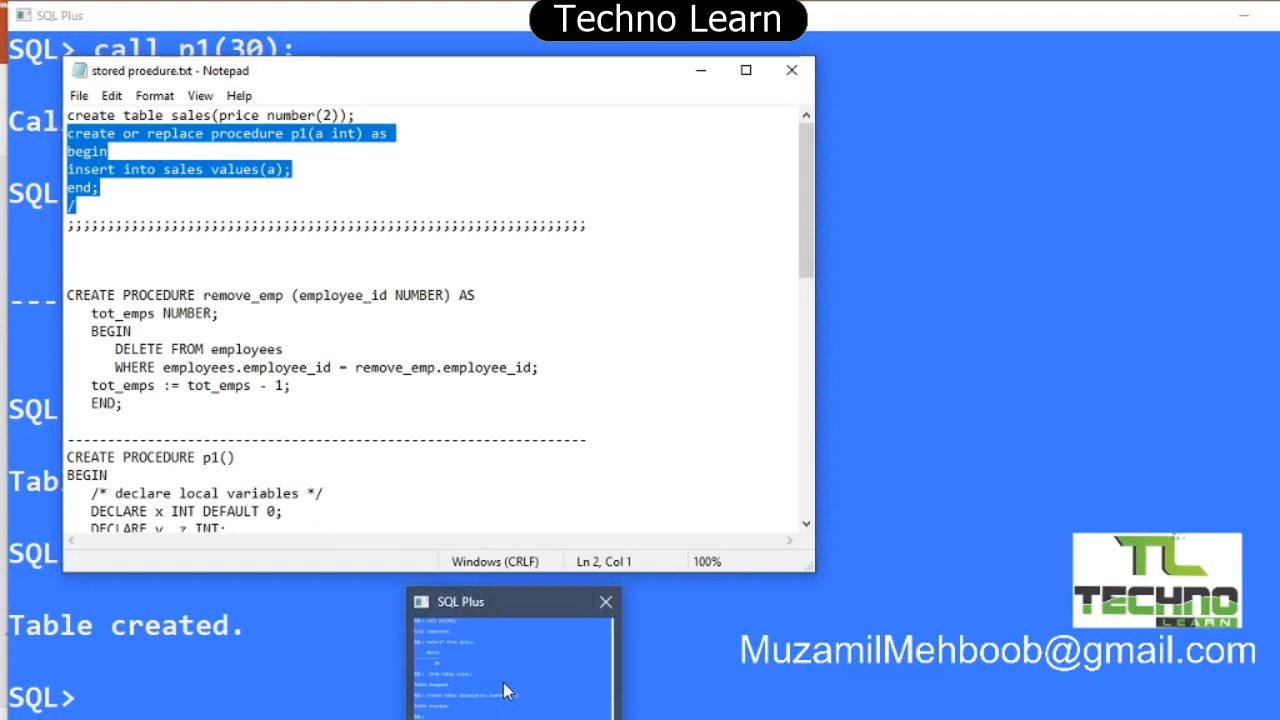 SQL Plus
Techno Learn
SQL> call p1(30);
stored proedure.txt - Notepad
File Edit Format View Help
create table sales(price number(2));
create or replace procedure p1(a int) as
begin
insert into sales values(a);
end;
/
;;;;;;;;;;;;;;;;;;;;;;;;;;;;;;;;;;;;;;;;;;;;;;;;;;;;;;;;;;;;;;;;;
CREATE PROCEDURE remove_emp (employee_id NUMBER) AS
tot_emps NUMBER;
BEGIN
DELETE FROM employees
WHERE employees.employee_id = remove_emp.employee_id;
tot_emps := tot_emps - 1;
END;
-----------------------------------------------------------------
CREATE PROCEDURE p1()
BEGIN
/* declare local variables */
DECLARE x INT DEFAULT 0;
DECLARE y, z INT;
Windows (CRLF) Ln 2, Col 1 100%
Cal
SQL
---
SQL
Tab
SQL
Table created.
SQL>
SQL Plus
TL
TECHNO
LEARN
MuzamilMehboob@gmail.com